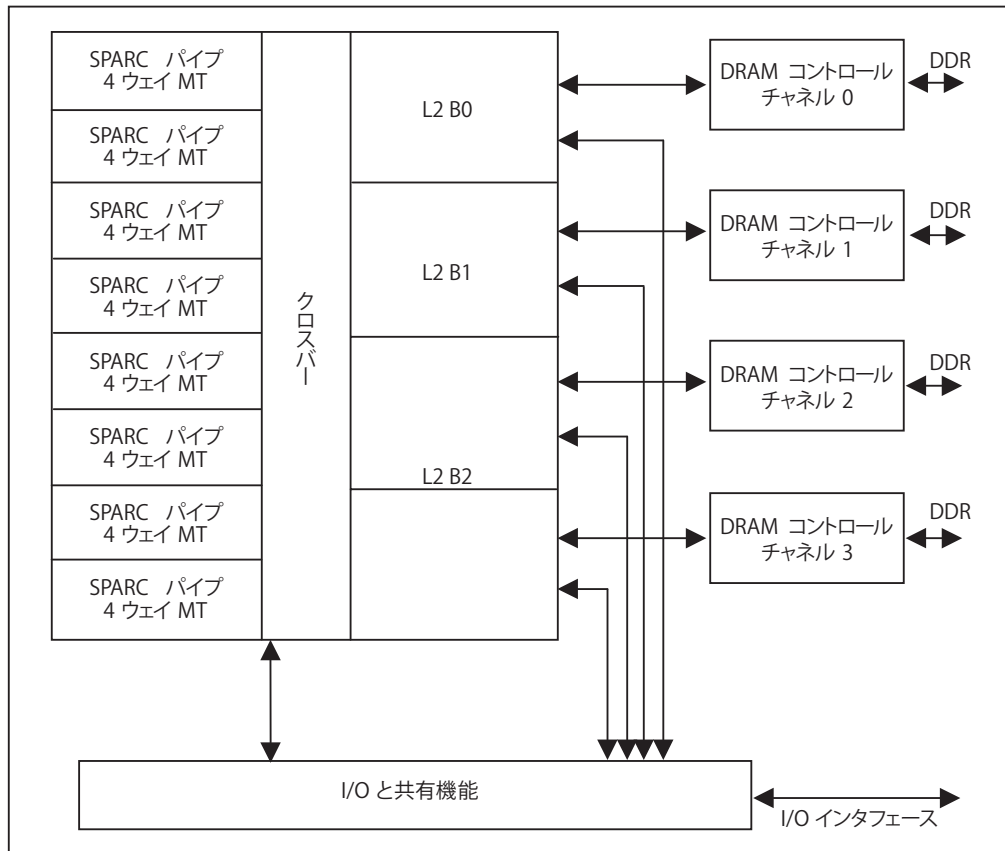 SPARC パイプ
4 ウェイ MT
SPARC パイプ
4 ウェイ MT
SPARC パイプ
4 ウェイ MT
SPARC パイプ
4 ウェイ MT
SPARC パイプ
4 ウェイ MT
SPARC パイプ
4 ウェイ MT
SPARC パイプ
4 ウェイ MT
SPARC パイプ
4 ウェイ MT
クロスバー
L2 B0
L2 B1
L2 B2
DRAM コントロール
チャネル 0
DDR
DRAM コントロール
チャネル 1
DDR
DRAM コントロール
チャネル 2
DDR
DRAM コントロール
チャネル 3
DDR
I/O と共有機能
I/O インタフェース